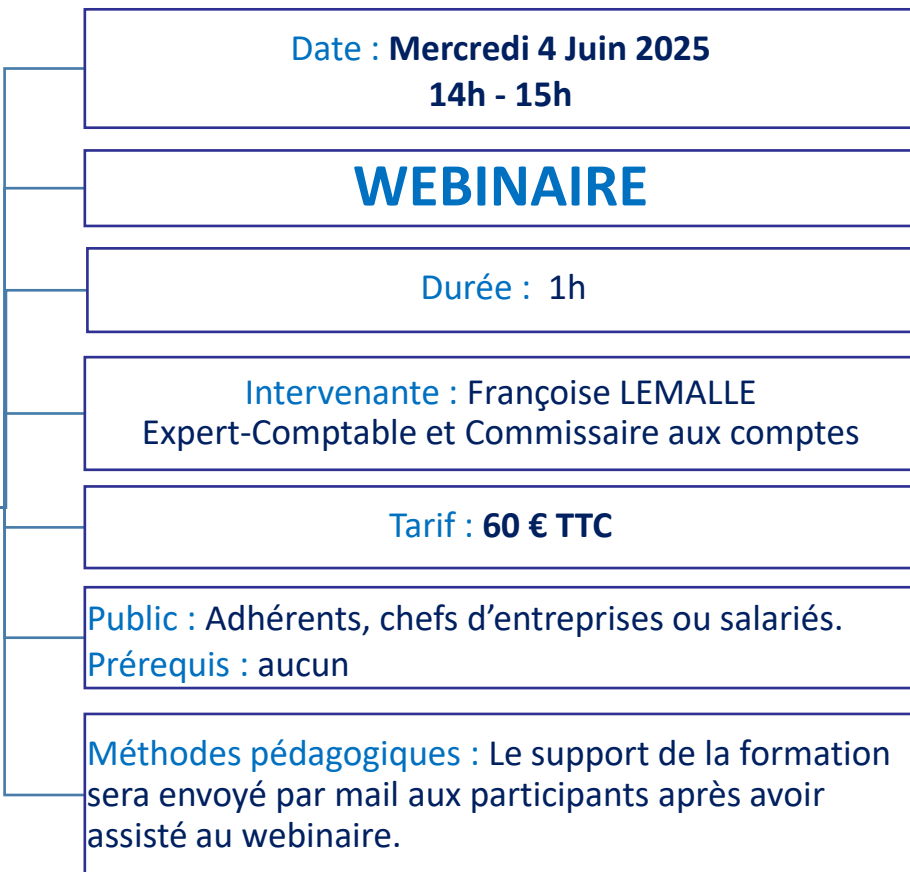 Date : Mercredi 4 Juin 2025
14h - 15h
WEBINAIRE
Durée : 1h
Intervenante : Françoise LEMALLE
Expert-Comptable et Commissaire aux comptes
Tarif : 60 € TTC
Public : Adhérents, chefs d’entreprises ou salariés.
Prérequis : aucun
Méthodes pédagogiques : Le support de la formation
sera envoyé par mail aux participants après avoir
assisté au webinaire.